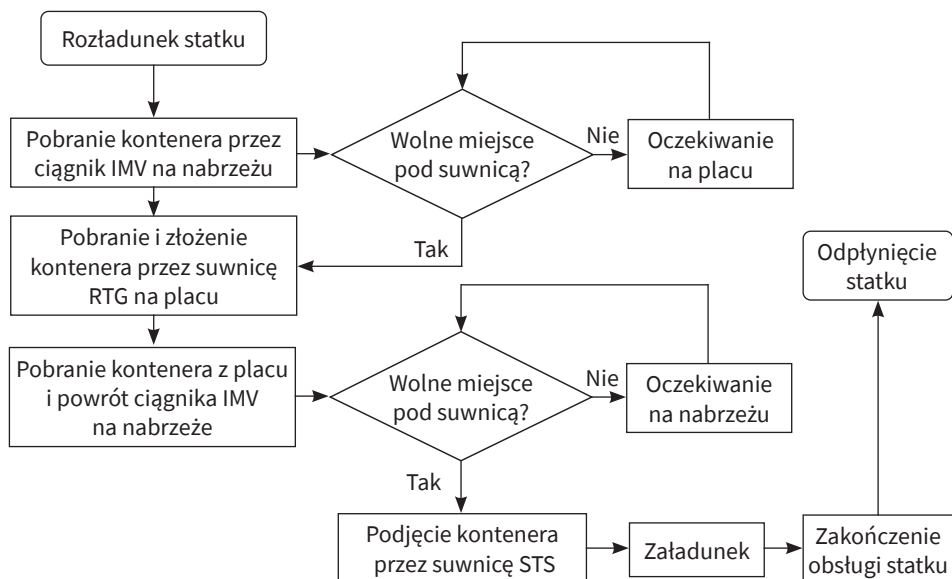 Rozładunek statku
Pobranie kontenera przez
ciągnik IMV na nabrzeżu
Wolne miejsce
pod suwnicą?
Nie
Oczekiwanie
na placu
Tak
Pobranie i złożenie
kontenera przez suwnicę
RTG na placu
Odpłynięcie
statku
Pobranie kontenera z placu
i powrót ciągnika IMV
na nabrzeże
Wolne miejsce
pod suwnicą?
Nie
Oczekiwanie
na nabrzeżu
Tak
Podjęcie kontenera
przez suwnicę STS
Załadunek
Zakończenie
obsługi statku